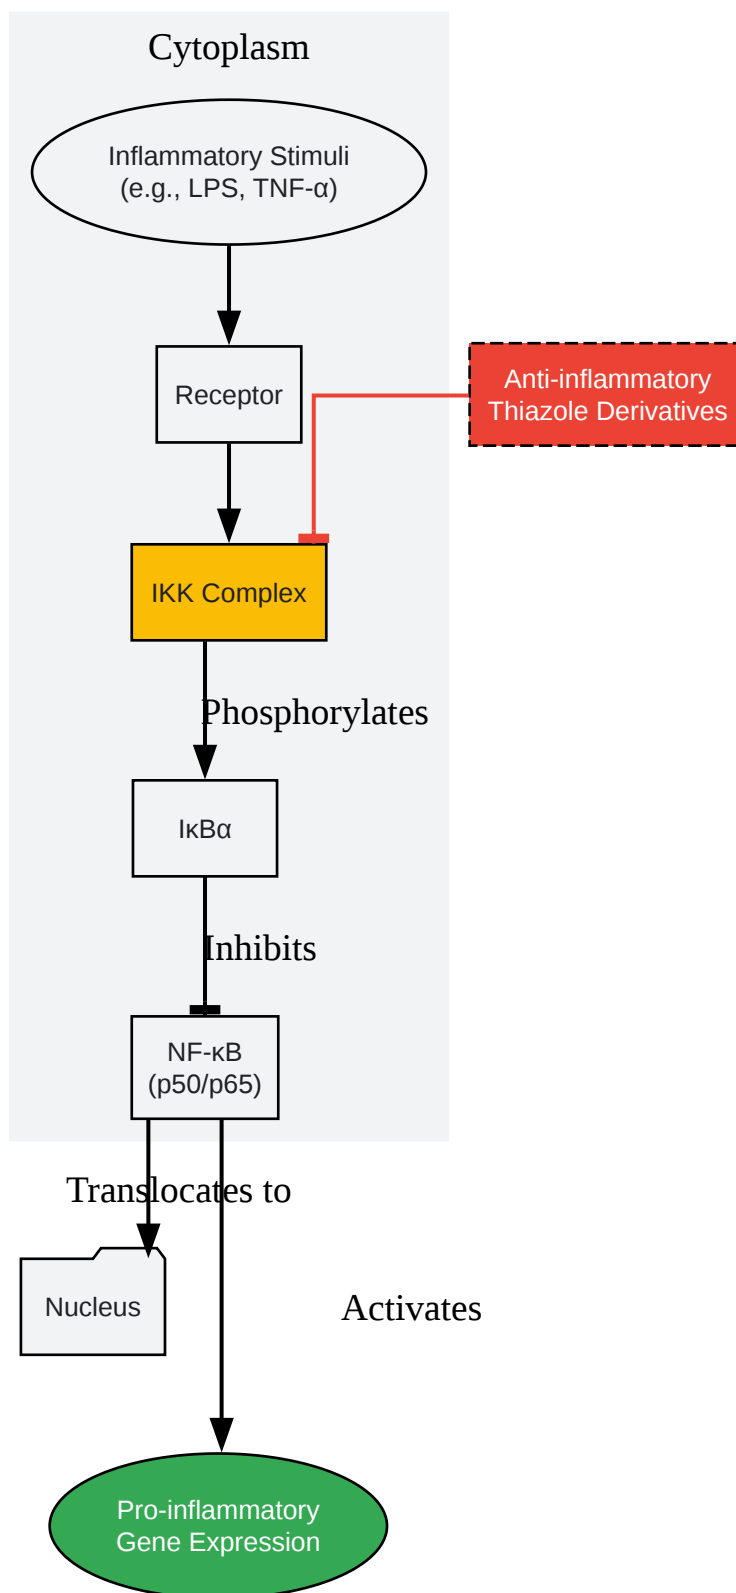 Cytoplasm
Inflammatory Stimuli
(e.g., LPS, TNF-α)
Receptor
Anti-inflammatory
Thiazole Derivatives
IKK Complex
Phosphorylates
IκBα
Inhibits
NF-κB
(p50/p65)
Translocates to
Nucleus
Activates
Pro-inflammatory
Gene Expression